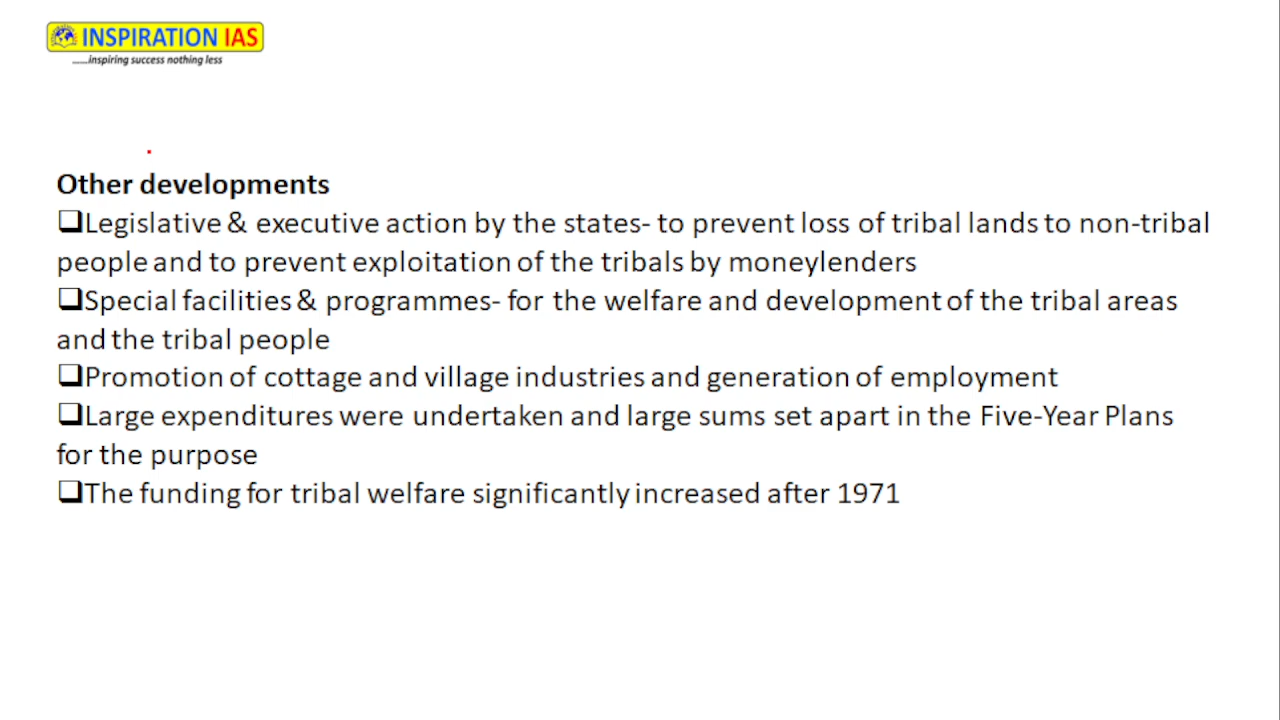 INSPIRATION IAS
......inspiring success nothing less
Other developments
❑Legislative & executive action by the states- to prevent loss of tribal lands to non-tribal
people and to prevent exploitation of the tribals by moneylenders
❑Special facilities & programmes- for the welfare and development of the tribal areas
and the tribal people
❑Promotion of cottage and village industries and generation of employment
❑Large expenditures were undertaken and large sums set apart in the Five-Year Plans
for the purpose
❑The funding for tribal welfare significantly increased after 1971